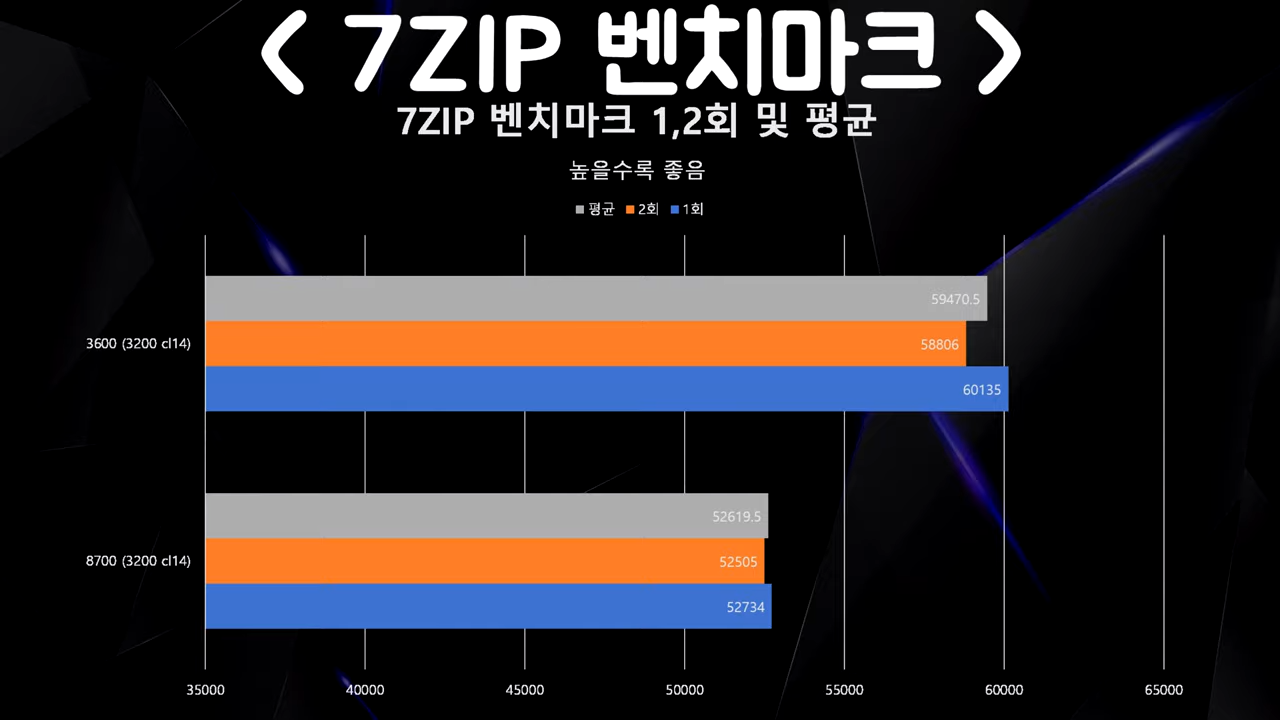 < 7ZIP 벤치마크 >
7ZIP 벤치마크 1,2회 및 평균
높을수록 좋음
평균 2회 1회
59470.5
3600 (3200 cl14)
58806
60135
52619.5
8700 (3200 cl14)
52505
52734
35000 40000 45000 50000 55000 60000 65000